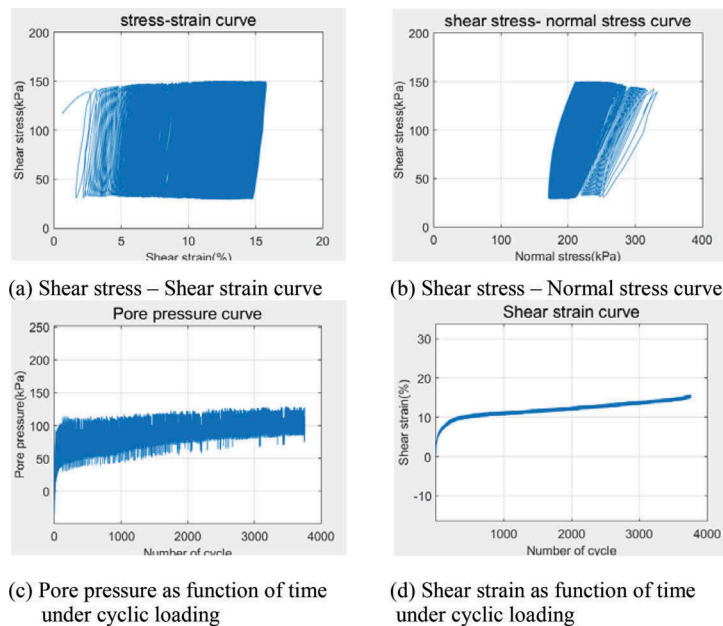 stress-strain curve
200
150
100
50
0
Shear stress(kPa)
0 5 10 15 20
Shear strain(%)
(a) Shear stress – Shear strain curve
shear stress- normal stress curve
200
150
100
50
0
Shear stress(kPa)
0 100 200 300 400
Normal stress(kPa)
(b) Shear stress – Normal stress curve
Pore pressure curve
250
200
150
100
50
0
Pore pressure(kPa)
0 1000 2000 3000 4000
Number of cycle
(c) Pore pressure as function of time
under cyclic loading
Shear strain curve
30
20
10
0
-10
Shear strain(%)
1000 2000 3000 4000
Number of cycle
(d) Shear strain as function of time
under cyclic loading